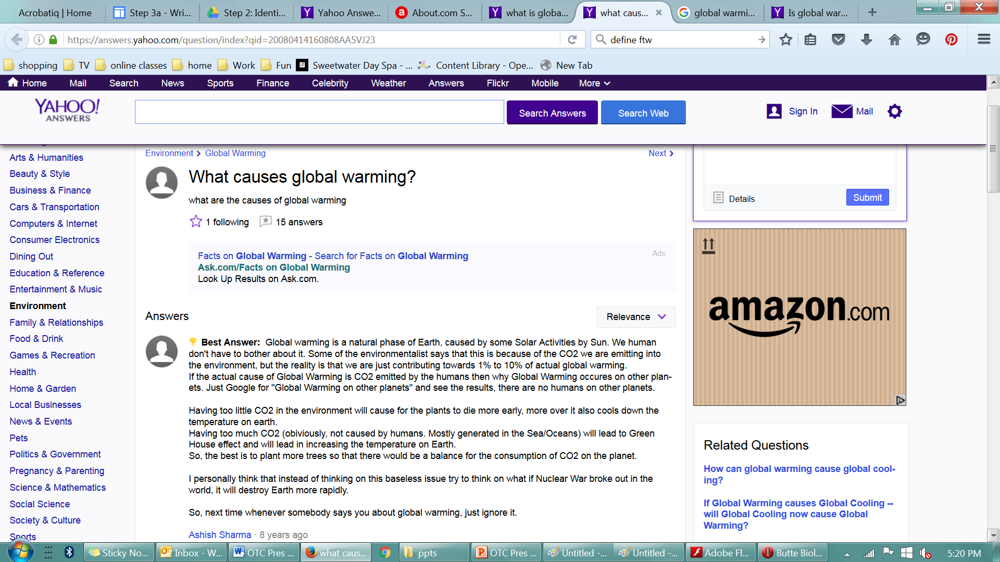 Acrobatiq | Home
Step 3a - Wri...
Step 2: Identi...
Yahoo Answe...
About.com S...
what is globa...
what caus...
global warmi...
Is global war...
https://answers.yahoo.com/question/index?qid=20080414160808AA5VJ23
define ftw
shopping
TV
online classes
home
Work
Fun
Sweetwater Day Spa - ...
Content Library - Ope...
New Tab
Home
Mail
Search
News
Sports
Finance
Celebrity
Weather
Answers
Flickr
Mobile
More
YAHOO!
ANSWERS
Search Answers
Search Web
Sign In
Mail
Arts & Humanities
Beauty & Style
Business & Finance
Cars & Transportation
Computers & Internet
Consumer Electronics
Dining Out
Education & Reference
Entertainment & Music
Environment
Family & Relationships
Food & Drink
Games & Recreation
Health
Home & Garden
Local Businesses
News & Events
Pets
Politics & Government
Pregnancy & Parenting
Science & Mathematics
Social Science
Society & Culture
Sports
Environment > Global Warming
Next >
What causes global warming?
what are the causes of global warming
1 following
15 answers
Facts on Global Warming - Search for Facts on Global Warming
Ads
Ask.com/Facts on Global Warming
Look Up Results on Ask.com.
Answers
Relevance
Best Answer: Global warming is a natural phase of Earth, caused by some Solar Activities by Sun. We human
don't have to bother about it. Some of the environmentalist says that this is because of the CO2 we are emitting into
the environment, but the reality is that we are just contributing towards 1% to 10% of actual global warming.
If the actual cause of Global Warming is CO2 emitted by the humans then why Global Warming occures on other plan-
ets. Just Google for "Global Warming on other planets" and see the results, there are no humans on other planets.
Having too little CO2 in the environment will cause for the plants to die more early, more over it also cools down the
temperature on earth.
Having too much CO2 (obiviously, not caused by humans. Mostly generated in the Sea/Oceans) will lead to Green
House effect and will lead in increasing the temperature on Earth.
So, the best is to plant more trees so that there would be a balance for the consumption of CO2 on the planet.
I personally think that instead of thinking on this baseless issue try to think on what if Nuclear War broke out in the
world, it will destroy Earth more rapidly.
So, next time whenever somebody says you about global warming, just ignore it.
Ashish Sharma · 8 years ago
Details
Submit
amazon.com
Related Questions
How can global warming cause global cool-
ing?
If Global Warming causes Global Cooling --
will Global Cooling now cause Global
Warming?
Sticky No...
Inbox - W...
OTC Pres ...
what caus...
ppts
OTC Pres ...
Untitled -...
Untitled -...
Adobe Fl...
Butte Biol...
5:20 PM